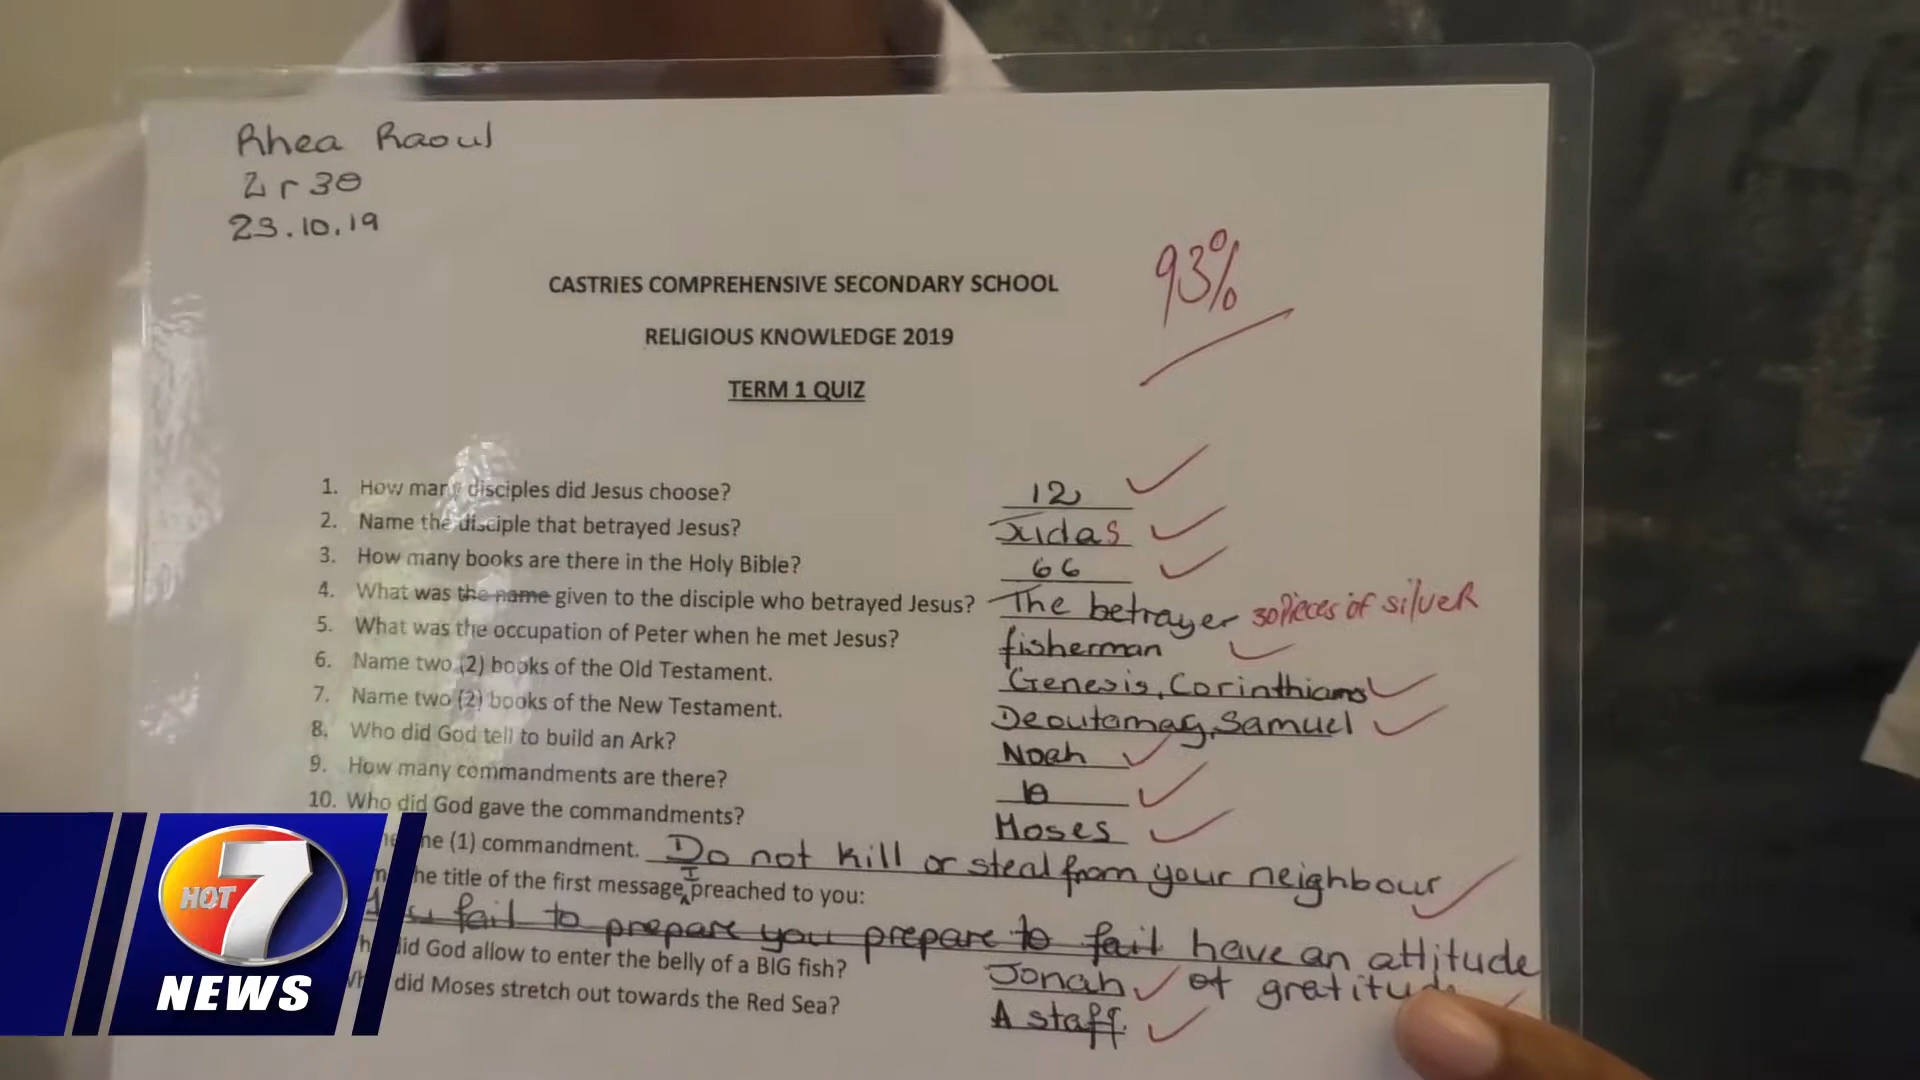 Rhea Raoul
2r30
23.10.19
93%
CASTRIES COMPREHENSIVE SECONDARY SCHOOL
RELIGIOUS KNOWLEDGE 2019
TERM 1 QUIZ
1. How many disciples did Jesus choose? 12
2. Name the disciple that betrayed Jesus? Judas
3. How many books are there in the Holy Bible? 66
4. What was the name given to the disciple who betrayed Jesus? The betrayer 30 Pieces of silver
5. What was the occupation of Peter when he met Jesus? fisherman
6. Name two (2) books of the Old Testament. Genesis, Corinthians
7. Name two (2) books of the New Testament. Deoutamag, Samuel
8. Who did God tell to build an Ark? Noah
9. How many commandments are there? 10
10. Who did God gave the commandments? Moses
(1) commandment. Do not kill or steal from your neighbour
the title of the first message I preached to you:
fail to prepare you prepare to fail have an attitude
did God allow to enter the belly of a BIG fish? Jonah of gratitude
did Moses stretch out towards the Red Sea? A staff.
HOT 7
NEWS